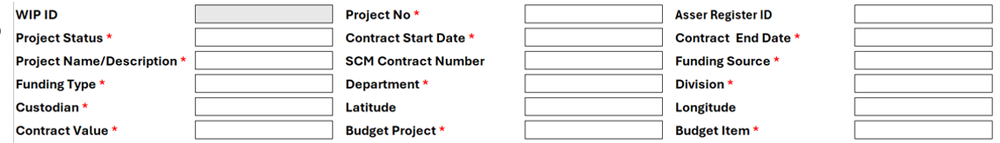 WIP ID Project No * Asser Register ID
Project Status * Contract Start Date * Contract End Date *
Project Name/Description * SCM Contract Number Funding Source *
Funding Type * Department * Division *
Custodian * Latitude Longitude
Contract Value * Budget Project * Budget Item *